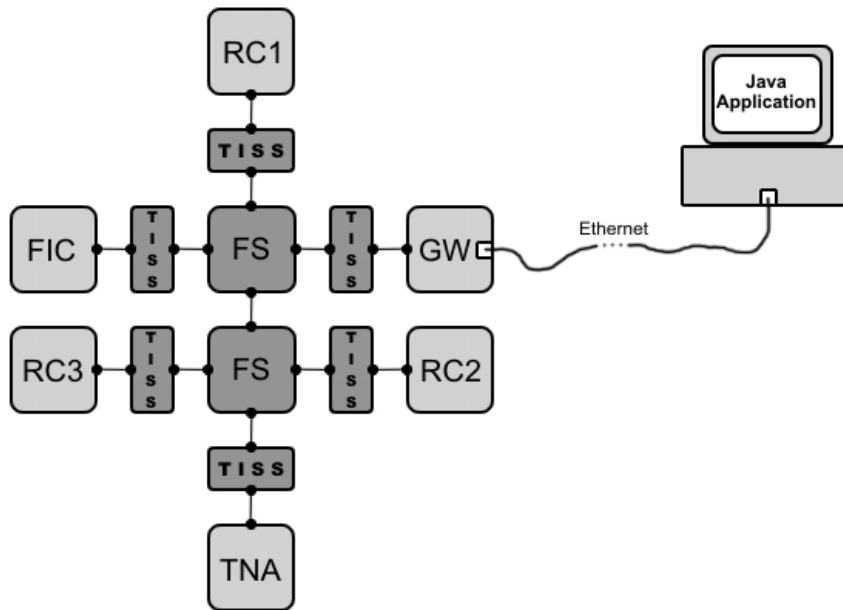 RC1
Java
Application
TISS
FIC
TISS
FS
TISS
GW
Ethernet
RC3
TISS
FS
TISS
RC2
TISS
TNA